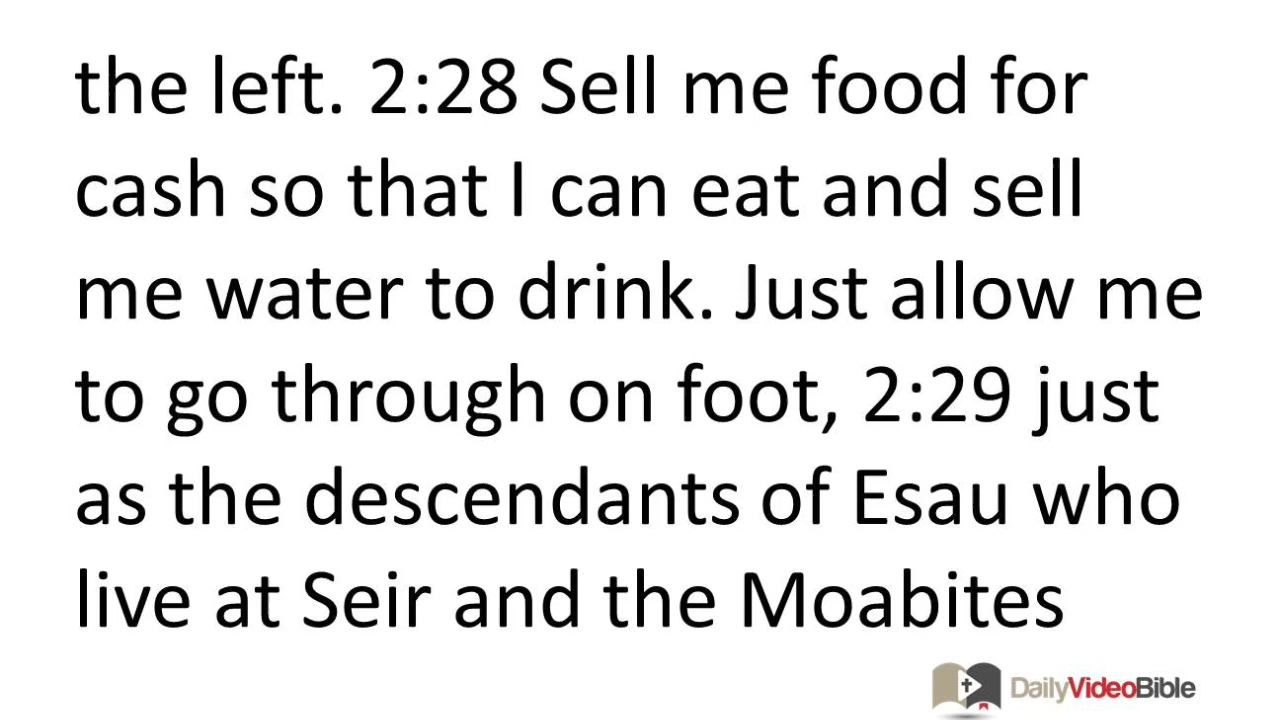 the left. 2:28 Sell me food for
cash so that I can eat and sell
me water to drink. Just allow me
to go through on foot, 2:29 just
as the descendants of Esau who
live at Seir and the Moabites
DailyVideoBible